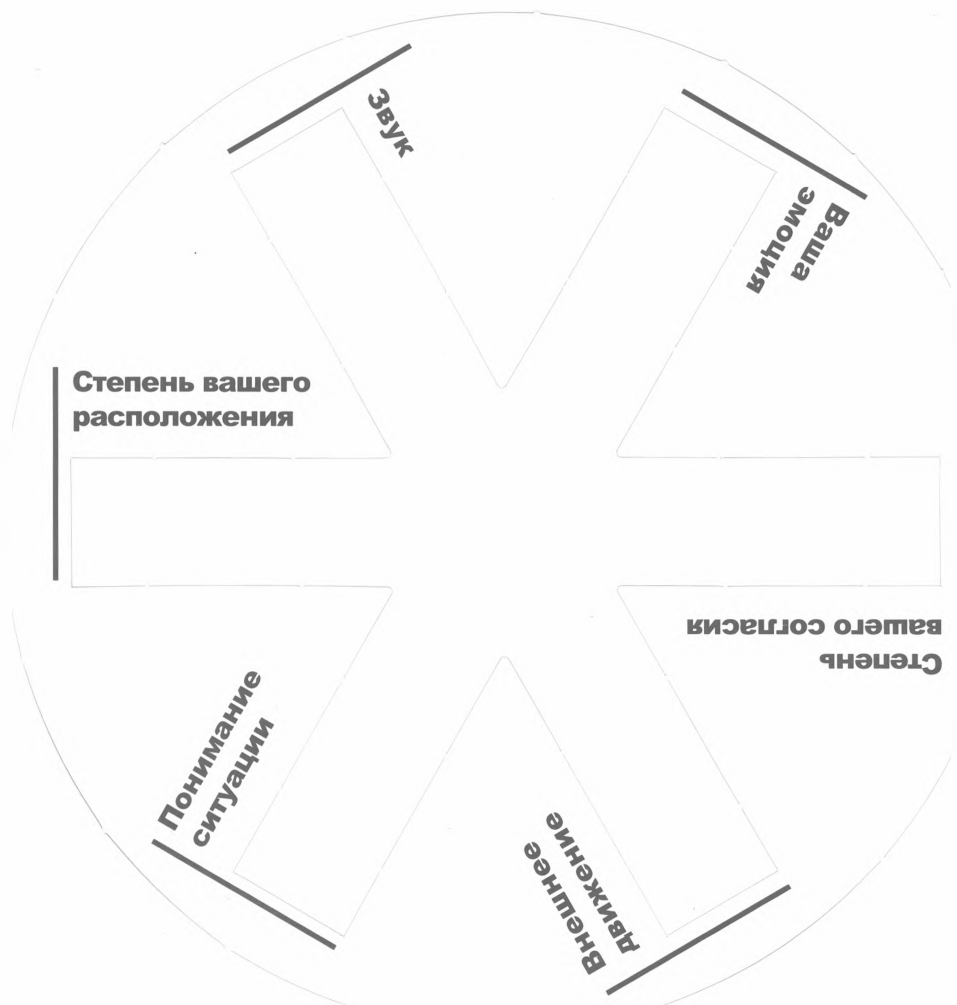 Звук
Ваша
эмоция
Степень вашего
расположения
Степень
вашего согласия
Понимание
ситуации
Внешнее
движение